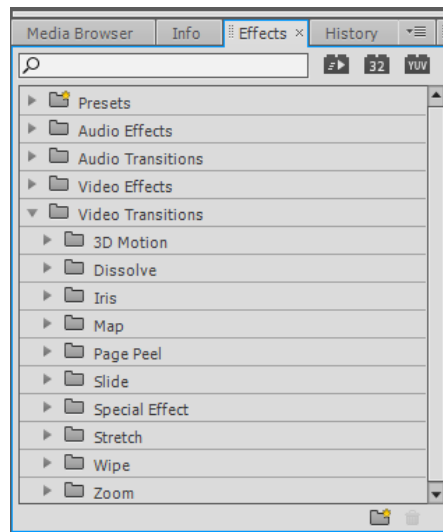 Media Browser Info Effects × History
32 YUV
Presets
Audio Effects
Audio Transitions
Video Effects
Video Transitions
3D Motion
Dissolve
Iris
Map
Page Peel
Slide
Special Effect
Stretch
Wipe
Zoom